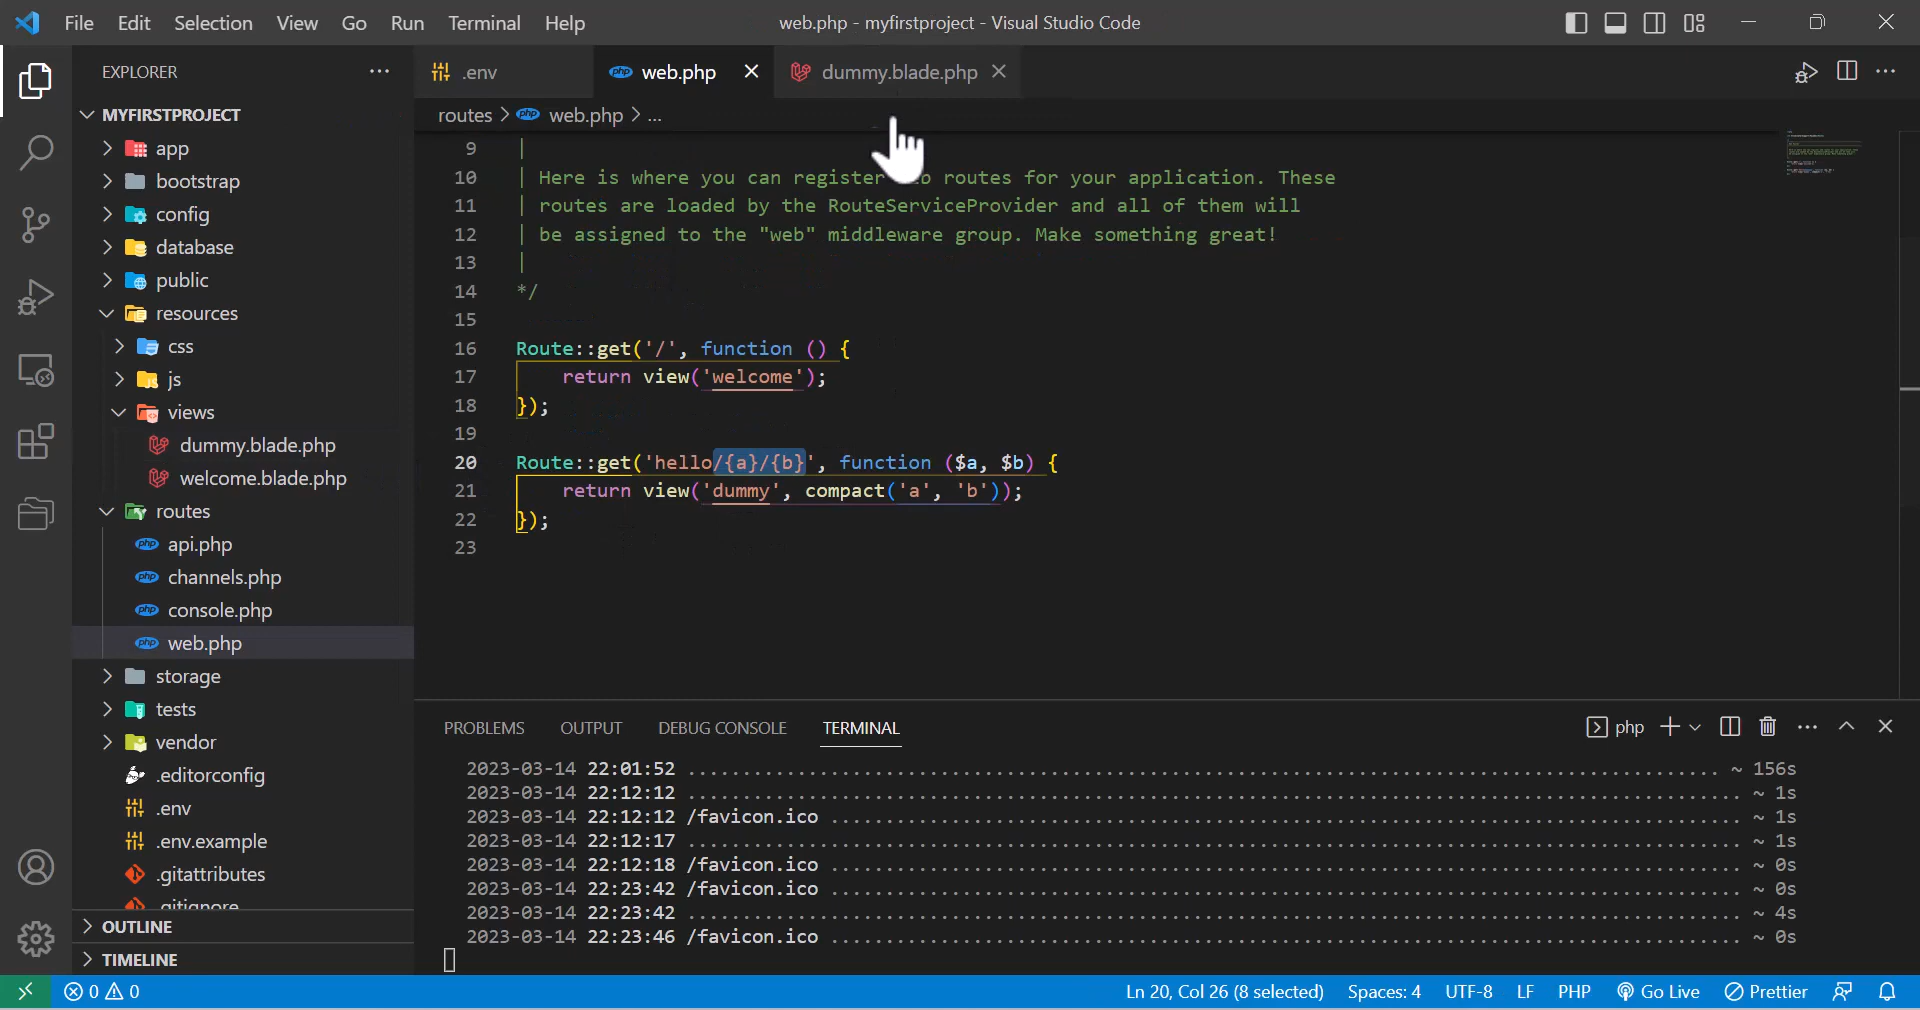 File Edit Selection View Go Run Terminal Help
web.php - myfirstproject - Visual Studio Code
EXPLORER
MYFIRSTPROJECT
app
bootstrap
config
database
public
resources
css
js
views
dummy.blade.php
welcome.blade.php
routes
php api.php
php channels.php
php console.php
php web.php
storage
tests
vendor
.editorconfig
.env
.env.example
.gitattributes
.gitignore
OUTLINE
TIMELINE
.env
php web.php
dummy.blade.php
routes > php web.php > ...
9 |
10 | Here is where you can register routes for your application. These
11 | routes are loaded by the RouteServiceProvider and all of them will
12 | be assigned to the "web" middleware group. Make something great!
13 |
14 */
15
16 Route::get('/', function () {
17 return view('welcome');
18 });
19
20 Route::get('hello/{a}/{b}', function ($a, $b) {
21 return view('dummy', compact('a', 'b'));
22 });
23
PROBLEMS OUTPUT DEBUG CONSOLE TERMINAL
php
2023-03-14 22:01:52 ........ ~ 156s
2023-03-14 22:12:12 ........ ~ 1s
2023-03-14 22:12:12 /favicon.ico ........ ~ 1s
2023-03-14 22:12:17 ........ ~ 1s
2023-03-14 22:12:18 /favicon.ico ........ ~ 0s
2023-03-14 22:23:42 /favicon.ico ........ ~ 0s
2023-03-14 22:23:42 ........ ~ 4s
2023-03-14 22:23:46 /favicon.ico ........ ~ 0s
0 0
Ln 20, Col 26 (8 selected) Spaces: 4 UTF-8 LF PHP Go Live Prettier